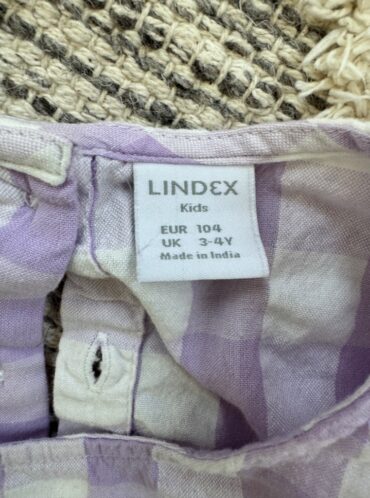 LINDEX
Kids
EUR 104
UK 3-4Y
Made in India